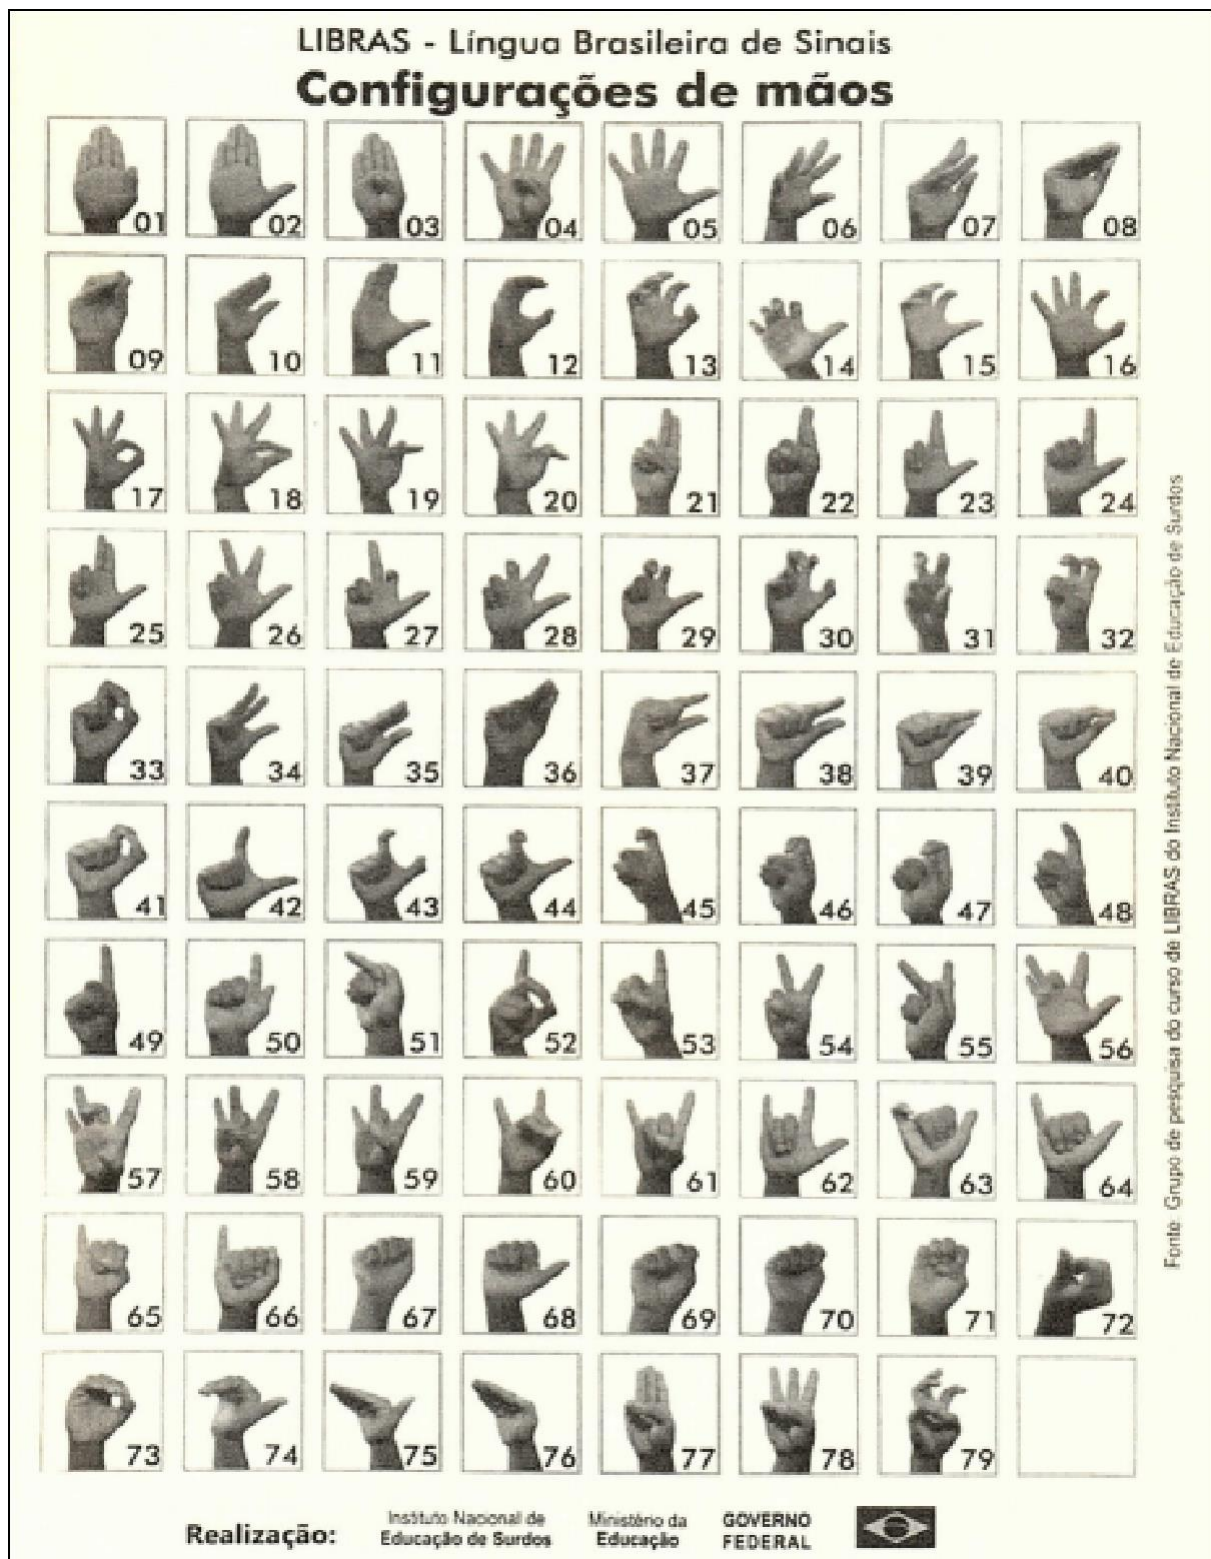 LIBRAS - Língua Brasileira de Sinais
Configurações de mãos
01 02 03 04 05 06 07 08
09 10 11 12 13 14 15 16
17 18 19 20 21 22 23 24
25 26 27 28 29 30 31 32
33 34 35 36 37 38 39 40
41 42 43 44 45 46 47 48
49 50 51 52 53 54 55 56
57 58 59 60 61 62 63 64
65 66 67 68 69 70 71 72
73 74 75 76 77 78 79
Fonte: Grupo de pesquisa do curso de LIBRAS do Instituto Nacional de Educação de Surdos
Realização:
Instituto Nacional de
Educação de Surdos
Ministério da
Educação
GOVERNO
FEDERAL